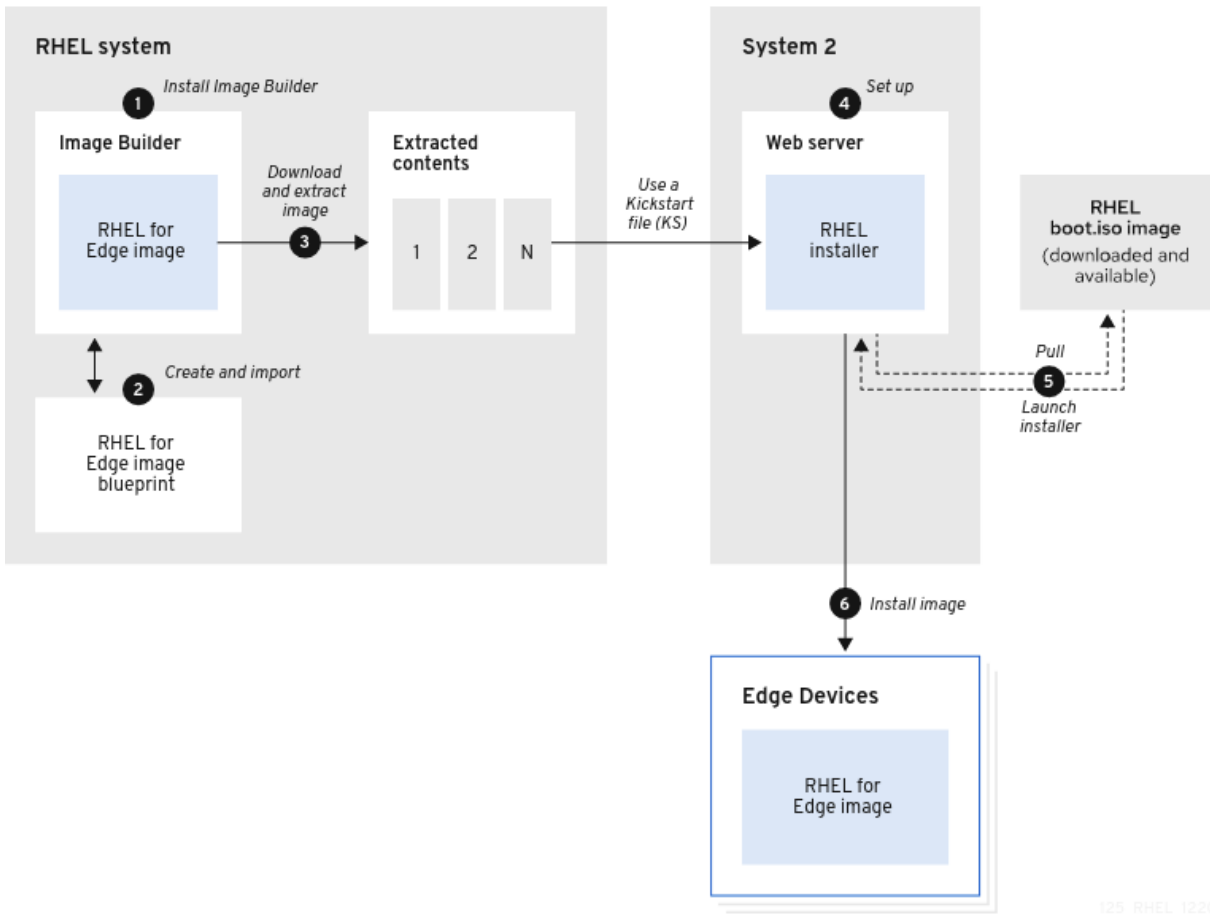 RHEL system
1
Install Image Builder
Image Builder
RHEL for
Edge image
Download
and extract
image
3
Extracted
contents
1
2
N
2
Create and import
RHEL for
Edge image
blueprint
Use a
Kickstart
file (KS)
System 2
4
Set up
Web server
RHEL
installer
RHEL
boot.iso image
(downloaded and
available)
Pull
5
Launch
installer
6
Install image
Edge Devices
RHEL for
Edge image